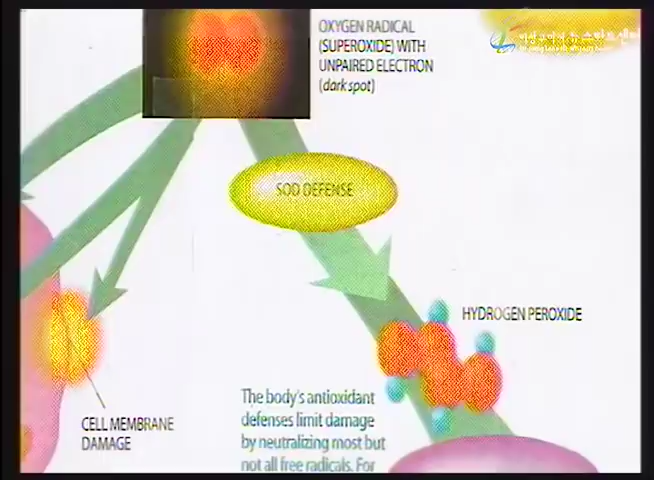 OXYGEN RADICAL
(SUPEROXIDE) WITH
UNPAIRED ELECTRON
(dark spot)
SOD DEFENSE
HYDROGEN PEROXIDE
The body's antioxidant
defenses limit damage
by neutralizing most but
not all free radicals. For
CELL MEMBRANE
DAMAGE